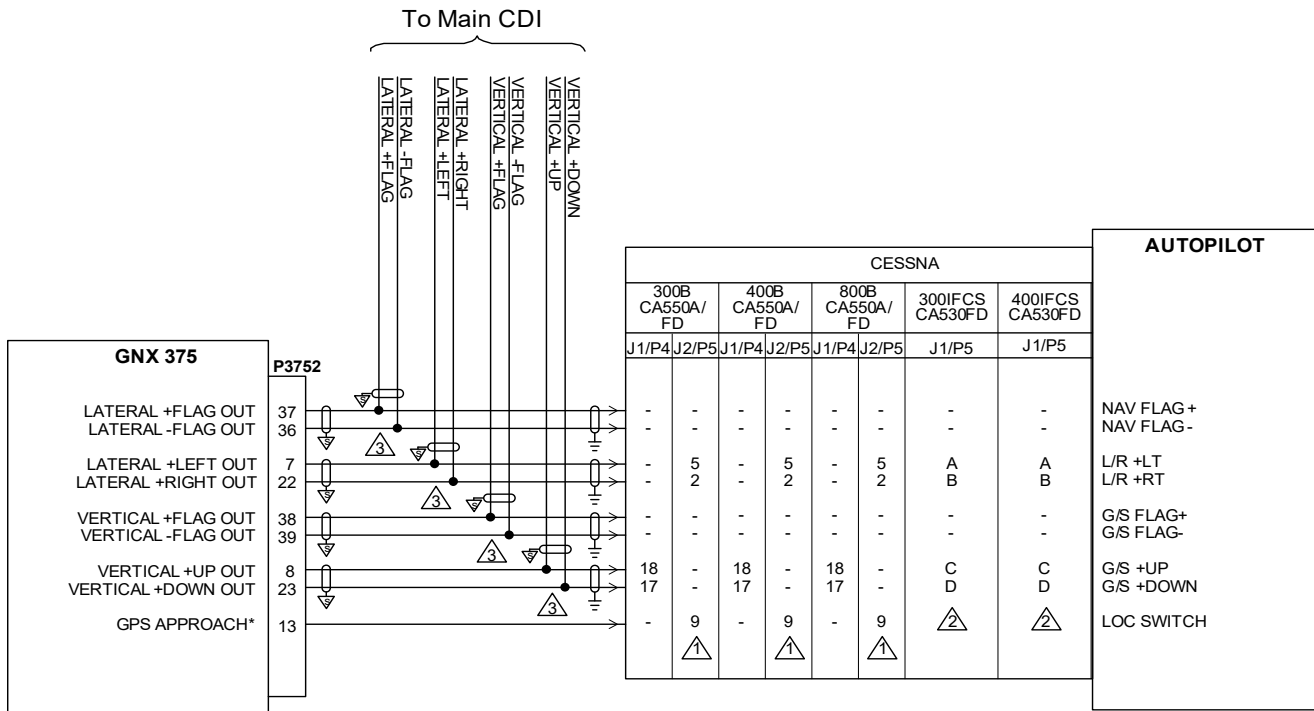 To Main CDI
LATERAL +FLAG
LATERAL -FLAG
LATERAL +LEFT
LATERAL +RIGHT
VERTICAL +FLAG
VERTICAL -FLAG
VERTICAL +UP
VERTICAL +DOWN
GNX 375
P3752
CESSNA
AUTOPILOT
300B CA550A/FD 400B CA550A/FD 800B CA550A/FD 300IFCS CA530FD 400IFCS CA530FD
J1/P4 J2/P5 J1/P4 J2/P5 J1/P4 J2/P5 J1/P5 J1/P5
LATERAL +FLAG OUT 37 s - - - - - - - - NAV FLAG +
LATERAL -FLAG OUT 36 s 3 - - - - - - - - NAV FLAG -
LATERAL +LEFT OUT 7 s - 5 - 5 - 5 A A L/R +LT
LATERAL +RIGHT OUT 22 s 3 - 2 - 2 - 2 B B L/R +RT
VERTICAL +FLAG OUT 38 s - - - - - - - - G/S FLAG+
VERTICAL -FLAG OUT 39 s 3 - - - - - - - - G/S FLAG-
VERTICAL +UP OUT 8 s 18 - 18 - 18 - C C G/S +UP
VERTICAL +DOWN OUT 23 s 3 17 - 17 - 17 - D D G/S +DOWN
GPS APPROACH* 13 - 9 - 9 - 9 2 2 LOC SWITCH
1 1 1